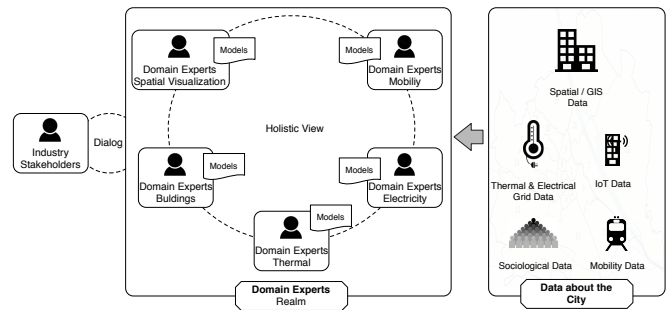 Models
Domain Experts
Spatial Visualization
Models
Domain Experts
Mobiliy
Industry
Stakeholders
Dialog
Holistic View
Models
Domain Experts
Buldings
Models
Domain Experts
Electricity
Models
Domain Experts
Thermal
Domain Experts
Realm
Spatial / GIS
Data
Thermal & Electrical
Grid Data
IoT Data
Sociological Data
Mobility Data
Data about the
City